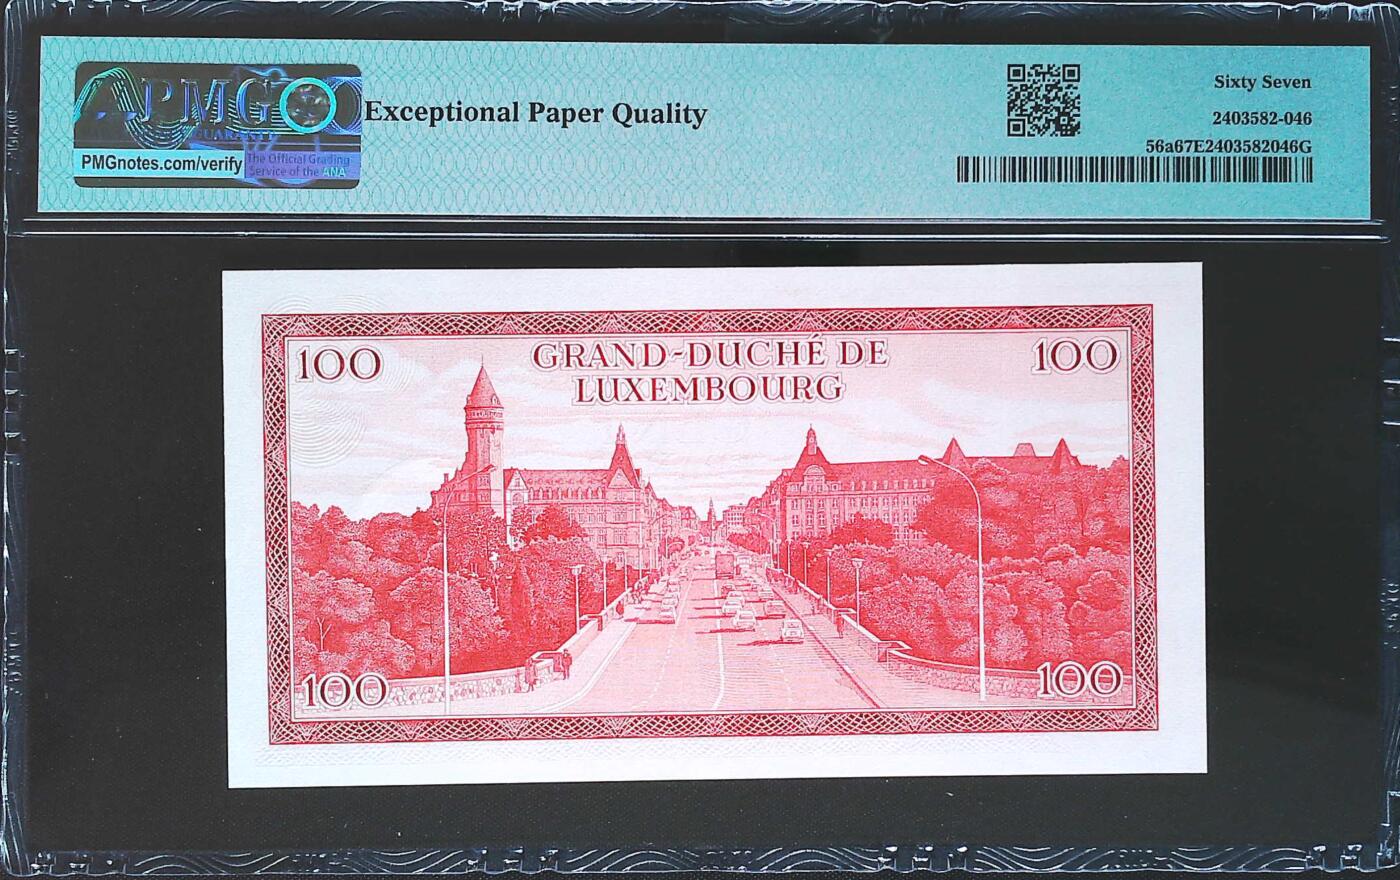 PMG
GUARANTY
PMGnotes.com/verify
The Official Grading
Service of the ANA
Exceptional Paper Quality
Sixty Seven
2403582-046
56a67E2403582046G
100
GRAND-DUCHÉ DE
LUXEMBOURG
100
100
100